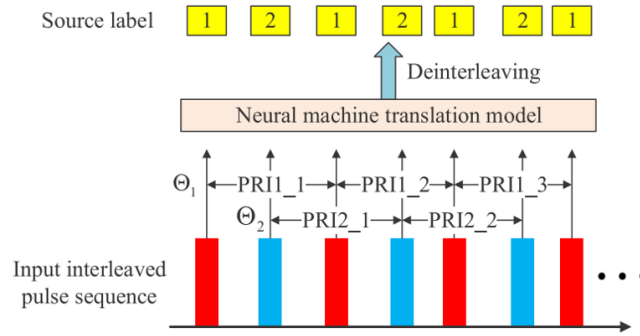 Source label 1 2 1 2 1 2 1
Deinterleaving
Neural machine translation model
Θ1 PRI1_1 PRI1_2 PRI1_3
Θ2 PRI2_1 PRI2_2
Input interleaved
pulse sequence